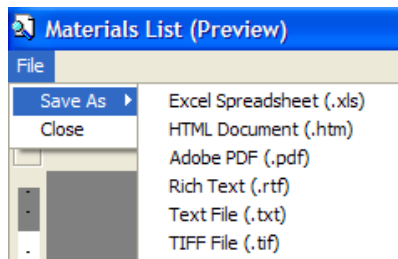 Materials List (Preview)
File
Save As
Close
Excel Spreadsheet (.xls)
HTML Document (.htm)
Adobe PDF (.pdf)
Rich Text (.rtf)
Text File (.txt)
TIFF File (.tif)